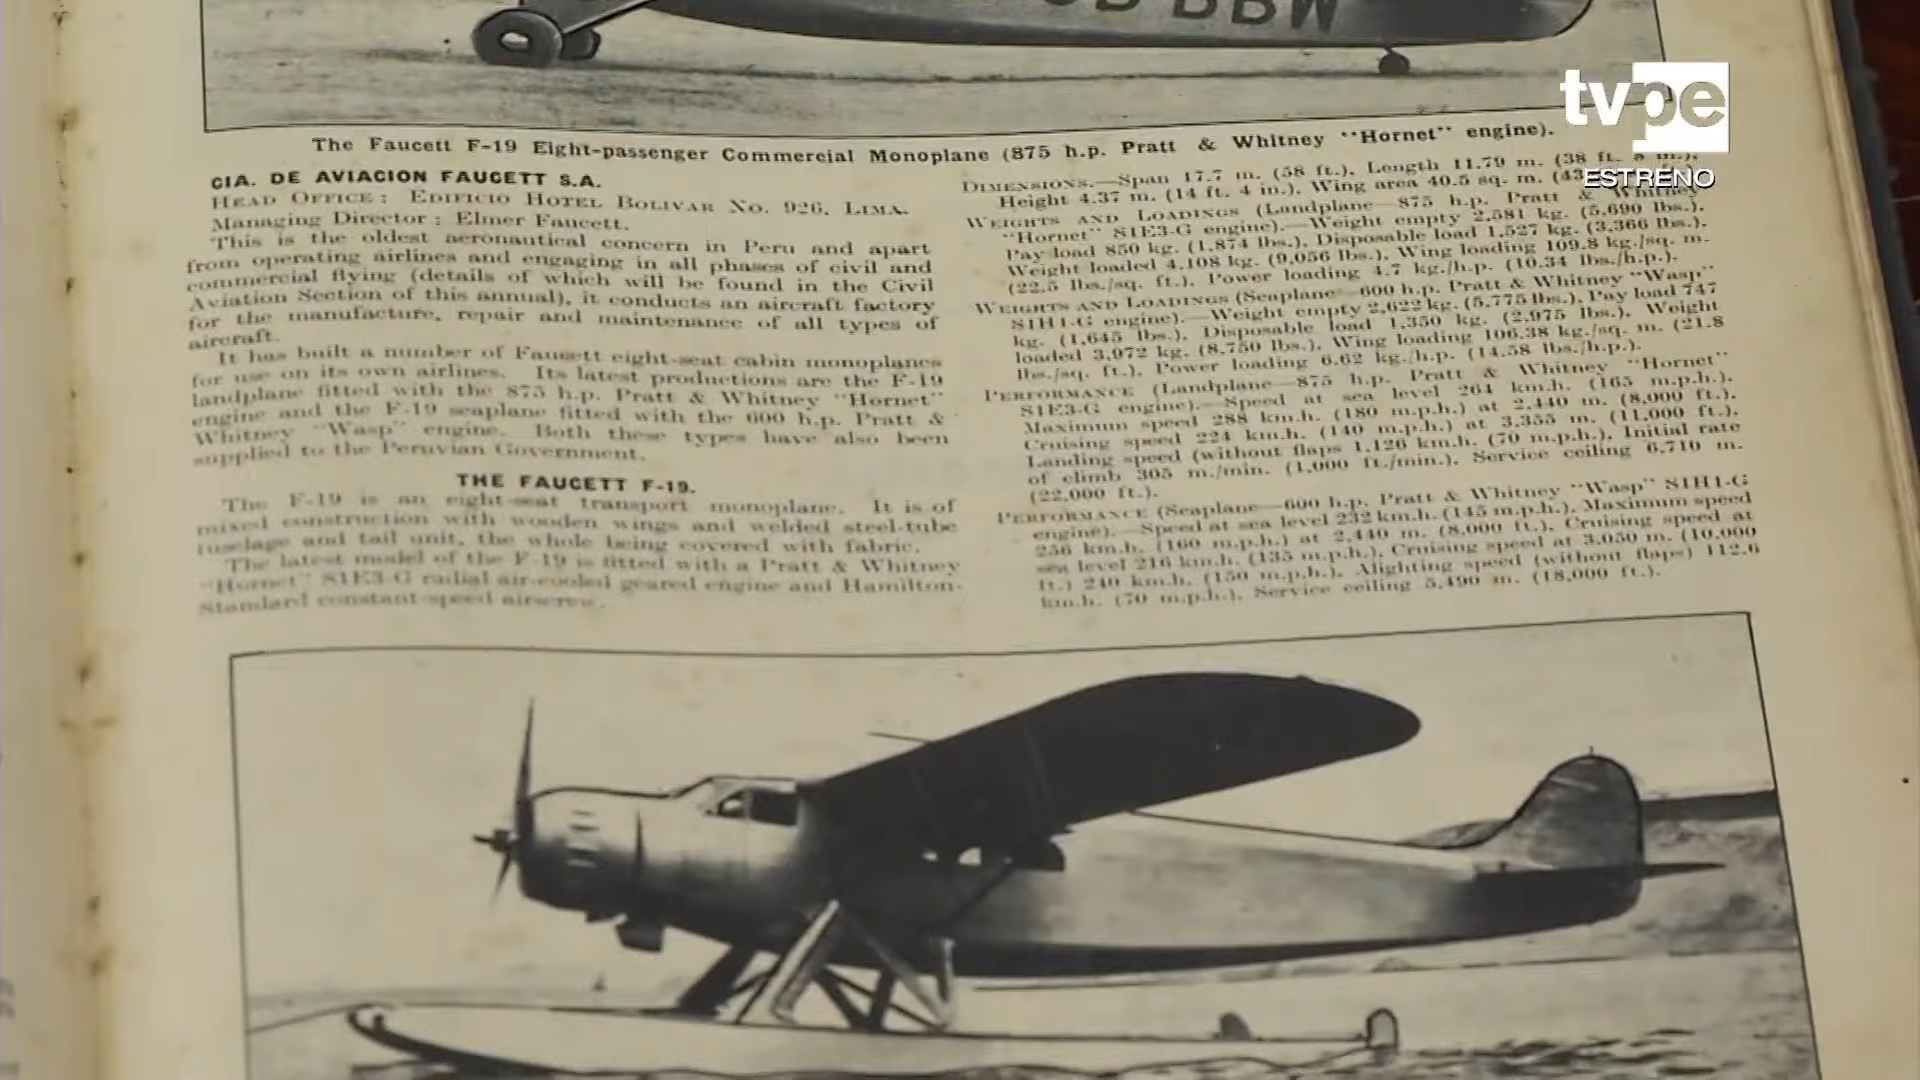 OB BBW
tvpe
ESTRENO
The Faucett F-19 Eight-passenger Commercial Monoplane (875 h.p. Pratt & Whitney "Hornet" engine).
CIA. DE AVIACION FAUCETT S.A.
HEAD OFFICE: EDIFICIO HOTEL BOLIVAR No. 926, LIMA.
Managing Director: Elmer Faucett.
This is the oldest aeronautical concern in Peru and apart
from operating airlines and engaging in all phases of civil and
commercial flying (details of which will be found in the Civil
Aviation Section of this annual), it conducts an aircraft factory
for the manufacture, repair and maintenance of all types of
aircraft.
It has built a number of Faucett eight-seat cabin monoplanes
for use on its own airlines. Its latest productions are the F-19
landplane fitted with the 875 h.p. Pratt & Whitney "Hornet"
engine and the F-19 seaplane fitted with the 600 h.p. Pratt &
Whitney "Wasp" engine. Both these types have also been
supplied to the Peruvian Government.
THE FAUCETT F-19.
The F-19 is an eight-seat transport monoplane. It is of
mixed construction with wooden wings and welded steel-tube
fuselage and tail unit, the whole being covered with fabric.
The latest model of the F-19 is fitted with a Pratt & Whitney
"Hornet" S1E3-G radial air-cooled geared engine and Hamilton-
Standard constant-speed airscrew.
DIMENSIONS.—Span 17.7 m. (58 ft.), Length 11.79 m. (38 ft. 8 in.),
Height 4.37 m. (14 ft. 4 in.), Wing area 40.5 sq. m.
WEIGHTS AND LOADINGS (Landplane—875 h.p. Pratt & Whitney
"Hornet" S1E3-G engine).—Weight empty 2,581 kg. (5,690 lbs.),
Pay load 850 kg. (1,874 lbs.), Disposable load 1,527 kg. (3,366 lbs.),
Weight loaded 4,108 kg. (9,056 lbs.), Wing loading 109.8 kg./sq. m.
(22.5 lbs./sq. ft.), Power loading 4.7 kg./h.p. (10.34 lbs./h.p.).
WEIGHTS AND LOADINGS (Seaplane—600 h.p. Pratt & Whitney "Wasp"
S1H1-G engine).—Weight empty 2,622 kg. (5,775 lbs.), Pay load 747
kg. (1,645 lbs.), Disposable load 1,350 kg. (2,975 lbs.), Weight
loaded 3,972 kg. (8,750 lbs.), Wing loading 106.38 kg./sq. m. (21.8
lbs./sq. ft.), Power loading 6.62 kg./h.p. (14.58 lbs./h.p.).
PERFORMANCE (Landplane—875 h.p. Pratt & Whitney "Hornet"
S1E3-G engine).—Speed at sea level 264 km.h. (165 m.p.h.),
Maximum speed 288 km.h. (180 m.p.h.) at 2,440 m. (8,000 ft.),
Cruising speed 224 km.h. (140 m.p.h.) at 3,355 m. (11,000 ft.),
Landing speed (without flaps 1,126 km.h. (70 m.p.h.), Initial rate
of climb 305 m./min. (1,000 ft./min.), Service ceiling 6,710 m.
(22,000 ft.).
PERFORMANCE (Seaplane—600 h.p. Pratt & Whitney "Wasp" S1H1-G
engine).—Speed at sea level 232 km.h. (145 m.p.h.), Maximum speed
256 km.h. (160 m.p.h.) at 2,440 m. (8,000 ft.), Cruising speed at
sea level 216 km.h. (135 m.p.h.), Cruising speed at 3,050 m. (10,000
ft.) 240 km.h. (150 m.p.h.), Alighting speed (without flaps) 112.6
km.h. (70 m.p.h.), Service ceiling 5,490 m. (18,000 ft.).